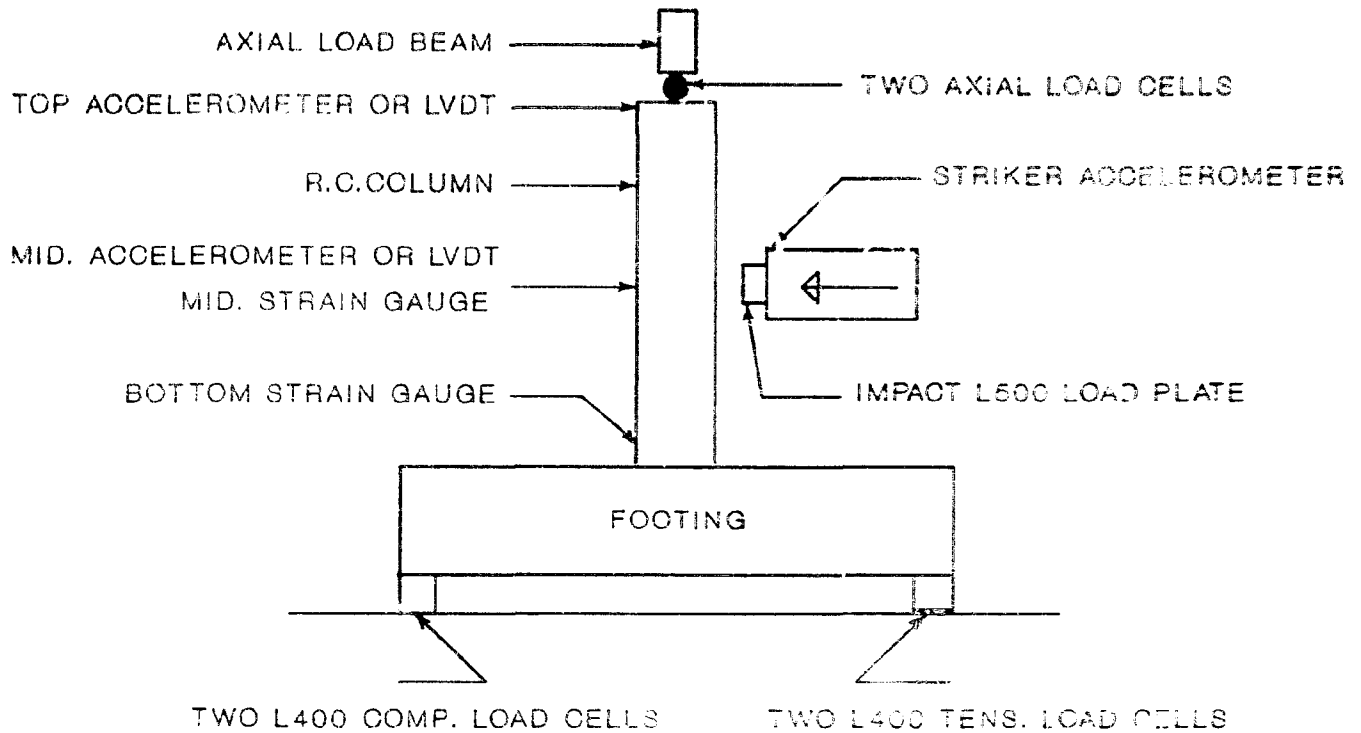 AXIAL LOAD BEAM
TWO AXIAL LOAD CELLS
TOP ACCELEROMETER OR LVDT
STRIKER ACCELEROMETER
R.C.COLUMN
MID. ACCELEROMETER OR LVDT
MID. STRAIN GAUGE
BOTTOM STRAIN GAUGE
IMPACT L500 LOAD PLATE
FOOTING
TWO L400 COMP. LOAD CELLS
TWO L400 TENS. LOAD CELLS